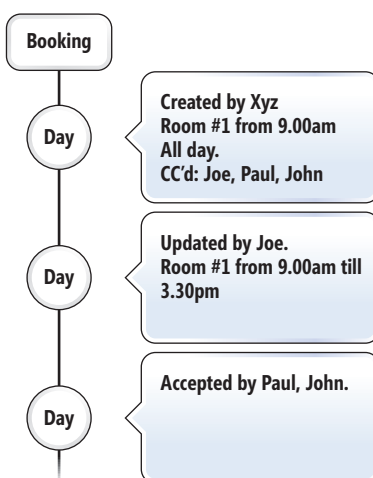 Booking
Day
Created by Xyz
Room #1 from 9.00am
All day.
CC'd: Joe, Paul, John
Day
Updated by Joe.
Room #1 from 9.00am till
3.30pm
Day
Accepted by Paul, John.